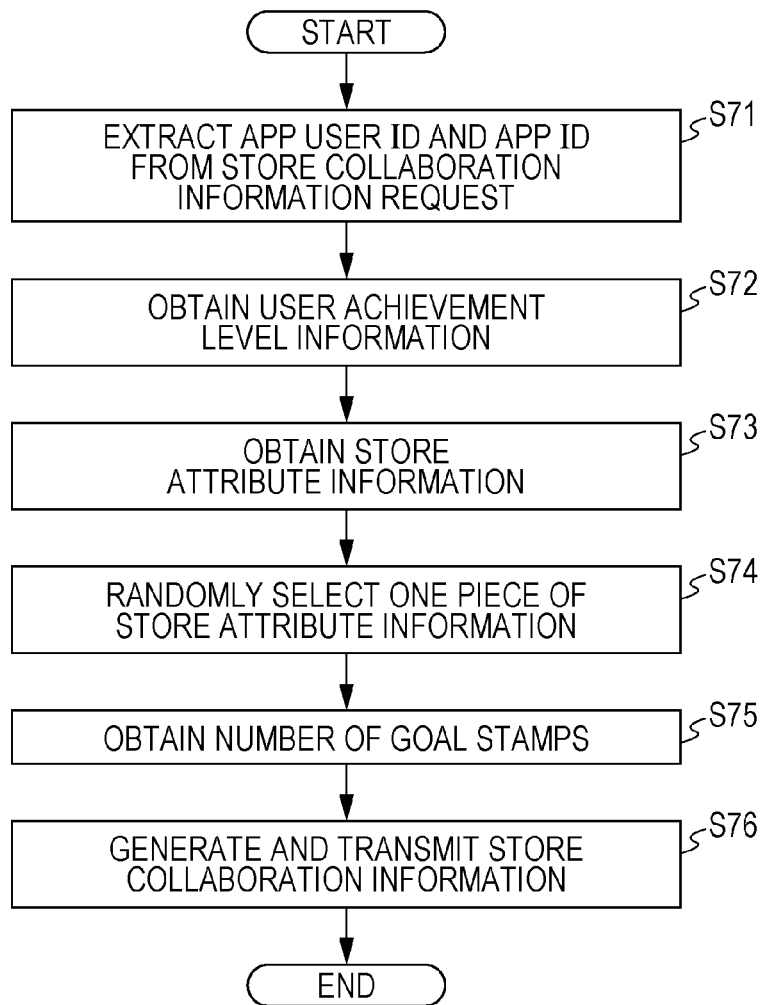 START
S71
EXTRACT APP USER ID AND APP ID
FROM STORE COLLABORATION
INFORMATION REQUEST
S72
OBTAIN USER ACHIEVEMENT
LEVEL INFORMATION
S73
OBTAIN STORE
ATTRIBUTE INFORMATION
S74
RANDOMLY SELECT ONE PIECE OF
STORE ATTRIBUTE INFORMATION
S75
OBTAIN NUMBER OF GOAL STAMPS
S76
GENERATE AND TRANSMIT STORE
COLLABORATION INFORMATION
END